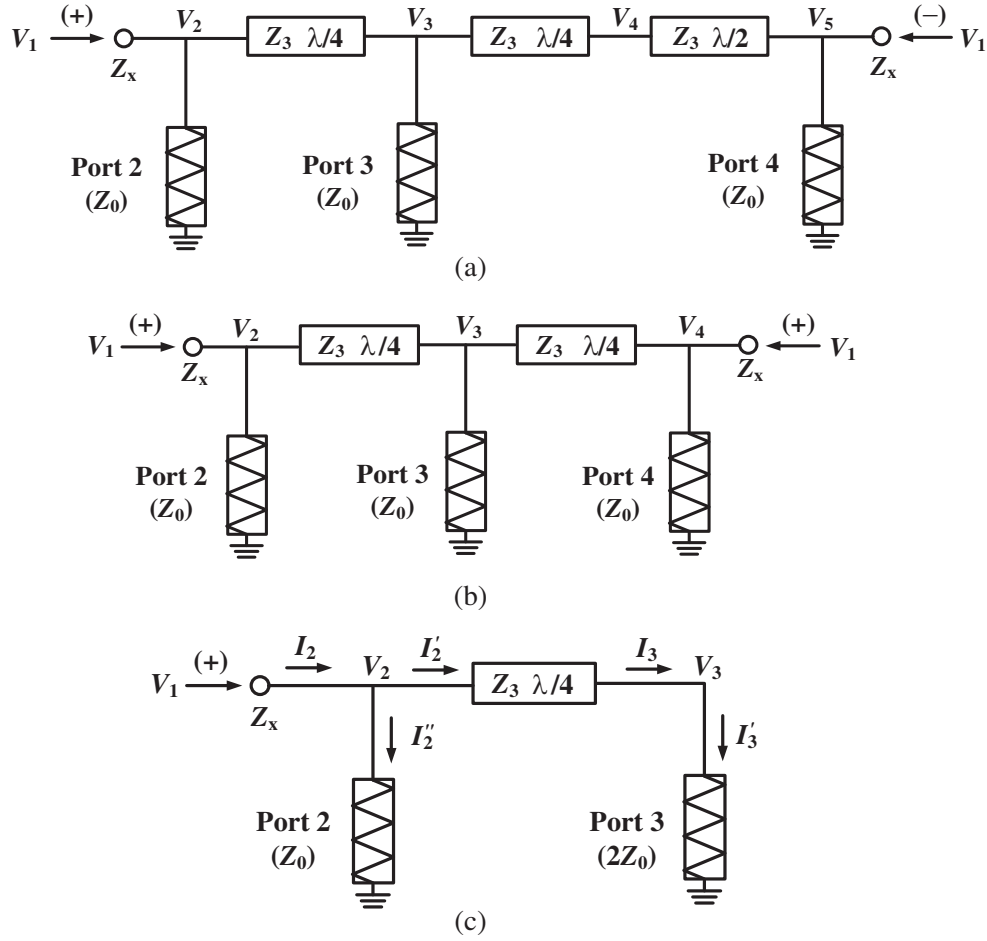 V₁ (+) Zₓ V₂ Z₃ λ/4 V₃ Z₃ λ/4 V₄ Z₃ λ/2 V₅ Zₓ (–) V₁
Port 2 (Z₀)
Port 3 (Z₀)
Port 4 (Z₀)
(a)
V₁ (+) Zₓ V₂ Z₃ λ/4 V₃ Z₃ λ/4 V₄ Zₓ (+) V₁
Port 2 (Z₀)
Port 3 (Z₀)
Port 4 (Z₀)
(b)
V₁ (+) Zₓ I₂ V₂ I₂′ Z₃ λ/4 I₃ V₃
I₂″ I₃′
Port 2 (Z₀)
Port 3 (2Z₀)
(c)